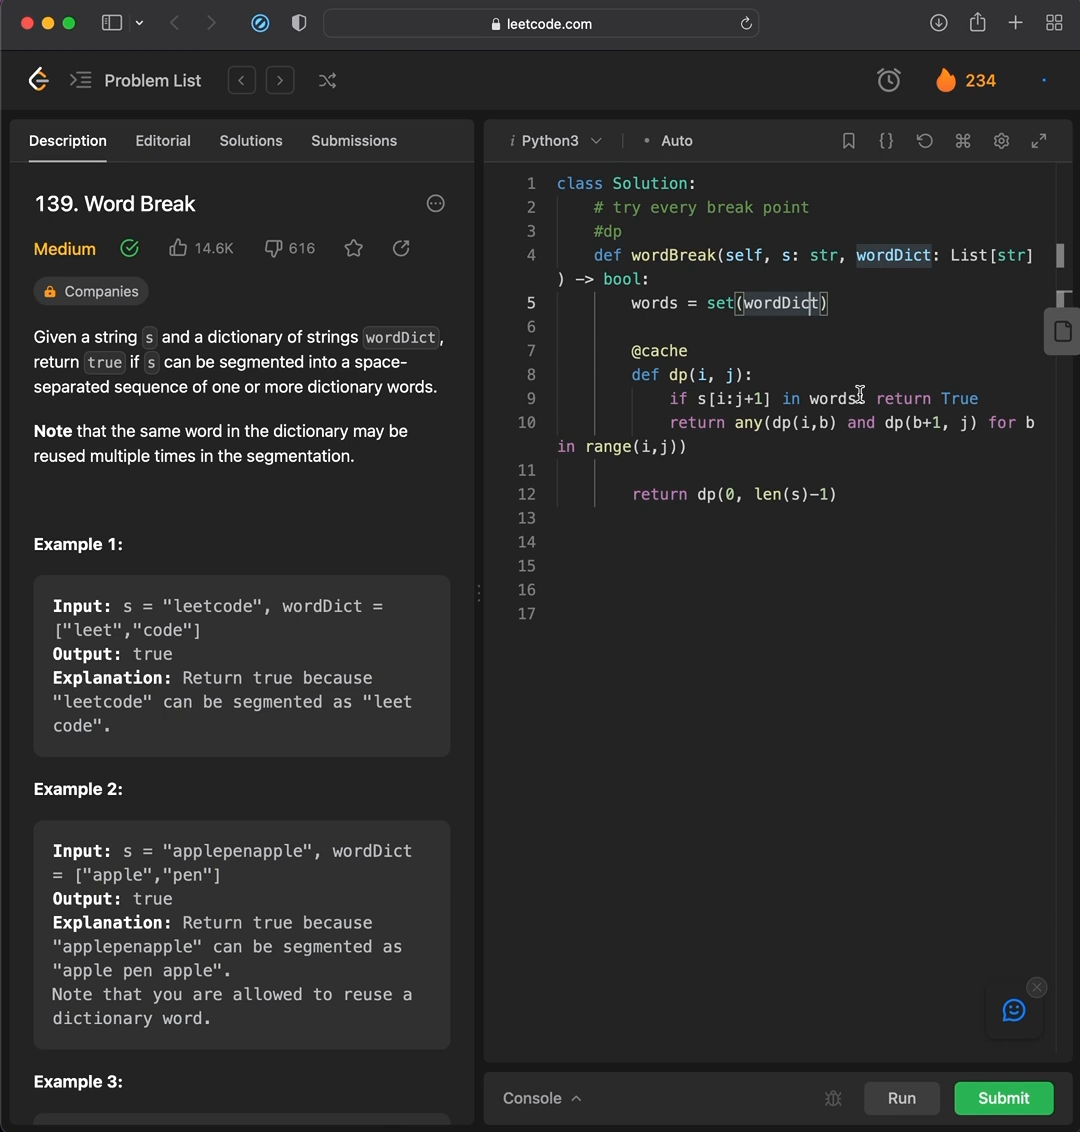 leetcode.com
Problem List
234
Description Editorial Solutions Submissions
139. Word Break
Medium 14.6K 616
Companies
Given a string s and a dictionary of strings wordDict,
return true if s can be segmented into a space-
separated sequence of one or more dictionary words.
Note that the same word in the dictionary may be
reused multiple times in the segmentation.
Example 1:
Input: s = "leetcode", wordDict =
["leet","code"]
Output: true
Explanation: Return true because
"leetcode" can be segmented as "leet
code".
Example 2:
Input: s = "applepenapple", wordDict
= ["apple","pen"]
Output: true
Explanation: Return true because
"applepenapple" can be segmented as
"apple pen apple".
Note that you are allowed to reuse a
dictionary word.
Example 3:
i Python3 • Auto
1 class Solution:
2 # try every break point
3 #dp
4 def wordBreak(self, s: str, wordDict: List[str]
) -> bool:
5 words = set(wordDict)
6
7 @cache
8 def dp(i, j):
9 if s[i:j+1] in words: return True
10 return any(dp(i,b) and dp(b+1, j) for b
in range(i,j))
11
12 return dp(0, len(s)-1)
13
14
15
16
17
Console Run Submit